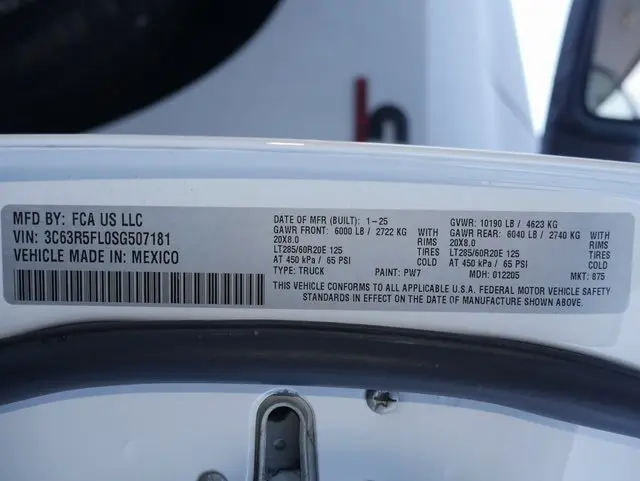 MFD BY: FCA US LLC
VIN: 3C63R5FL0SG507181
VEHICLE MADE IN: MEXICO
DATE OF MFR (BUILT): 1-25
GAWR FRONT: 6000 LB / 2722 KG WITH
20X8.0 RIMS
LT285/60R20E 125 TIRES
AT 450 kPa / 65 PSI COLD
TYPE: TRUCK PAINT: PW7
GVWR: 10190 LB / 4623 KG
GAWR REAR: 6040 LB / 2740 KG WITH
20X8.0 RIMS
LT285/60R20E 125 TIRES
AT 450 kPa / 65 PSI COLD
MDH: 012205 MKT: 875
THIS VEHICLE CONFORMS TO ALL APPLICABLE U.S.A. FEDERAL MOTOR VEHICLE SAFETY
STANDARDS IN EFFECT ON THE DATE OF MANUFACTURE SHOWN ABOVE.